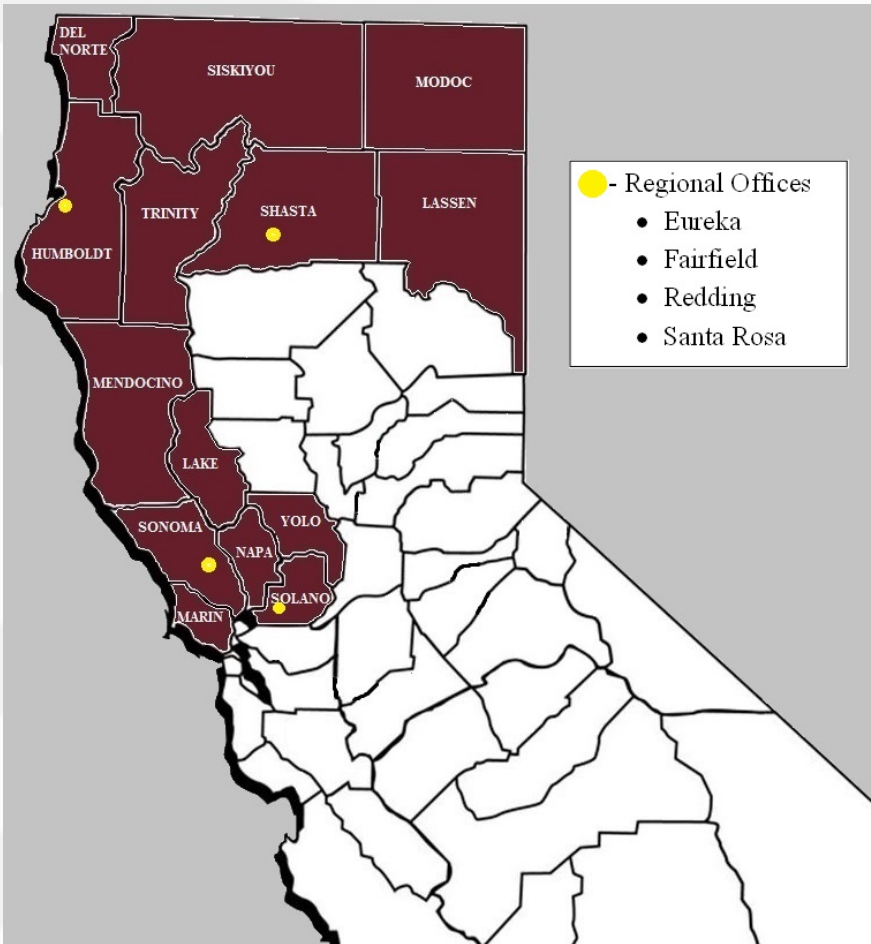 DEL
NORTE
SISKIYOU
MODOC
TRINITY
SHASTA
LASSEN
HUMBOLDT
MENDOCINO
LAKE
SONOMA
YOLO
NAPA
SOLANO
MARIN
- Regional Offices
• Eureka
• Fairfield
• Redding
• Santa Rosa